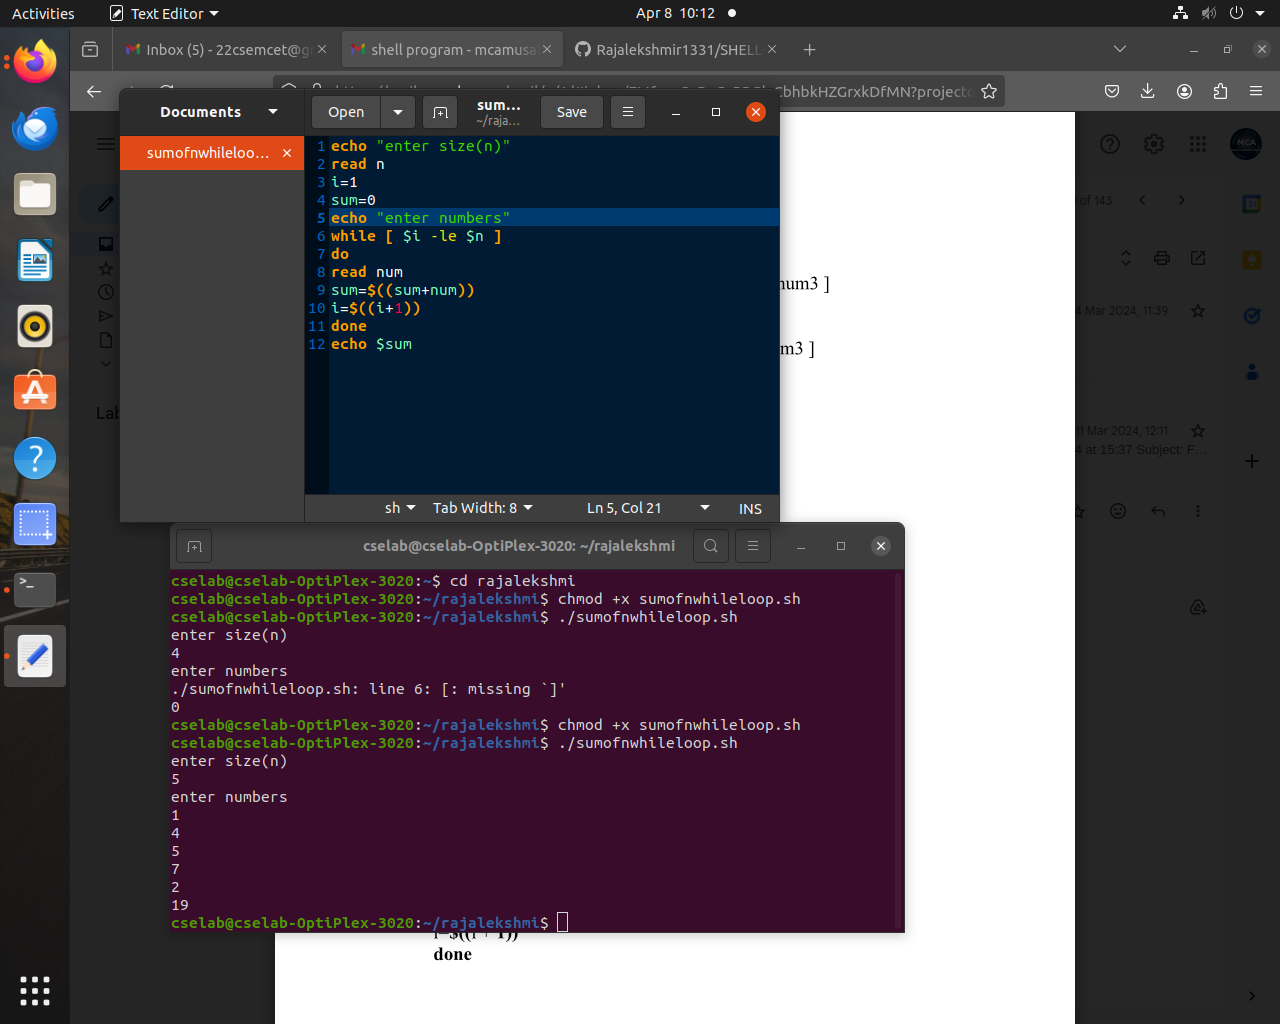 Activities Text Editor Apr 8 10:12
Inbox (5) - 22csemcet@g shell program - mcamusa Rajalekshmir1331/SHELL
CbhbkHZGrxkDfMN?projecto
Documents Open sum... ~/raja... Save
sumofnwhileloo...
1 echo "enter size(n)"
2 read n
3 i=1
4 sum=0
5 echo "enter numbers"
6 while [ $i -le $n ]
7 do
8 read num
9 sum=$((sum+num))
10 i=$((i+1))
11 done
12 echo $sum
sh Tab Width: 8 Ln 5, Col 21 INS
MCA
of 143
num3 ]
4 Mar 2024, 11:39
m3 ]
Lab
11 Mar 2024, 12:11
4 at 15:37 Subject: F...
cselab@cselab-OptiPlex-3020: ~/rajalekshmi
cselab@cselab-OptiPlex-3020:~$ cd rajalekshmi
cselab@cselab-OptiPlex-3020:~/rajalekshmi$ chmod +x sumofnwhileloop.sh
cselab@cselab-OptiPlex-3020:~/rajalekshmi$ ./sumofnwhileloop.sh
enter size(n)
4
enter numbers
./sumofnwhileloop.sh: line 6: [: missing `]'
0
cselab@cselab-OptiPlex-3020:~/rajalekshmi$ chmod +x sumofnwhileloop.sh
cselab@cselab-OptiPlex-3020:~/rajalekshmi$ ./sumofnwhileloop.sh
enter size(n)
5
enter numbers
1
4
5
7
2
19
cselab@cselab-OptiPlex-3020:~/rajalekshmi$
i=$((i + 1))
done